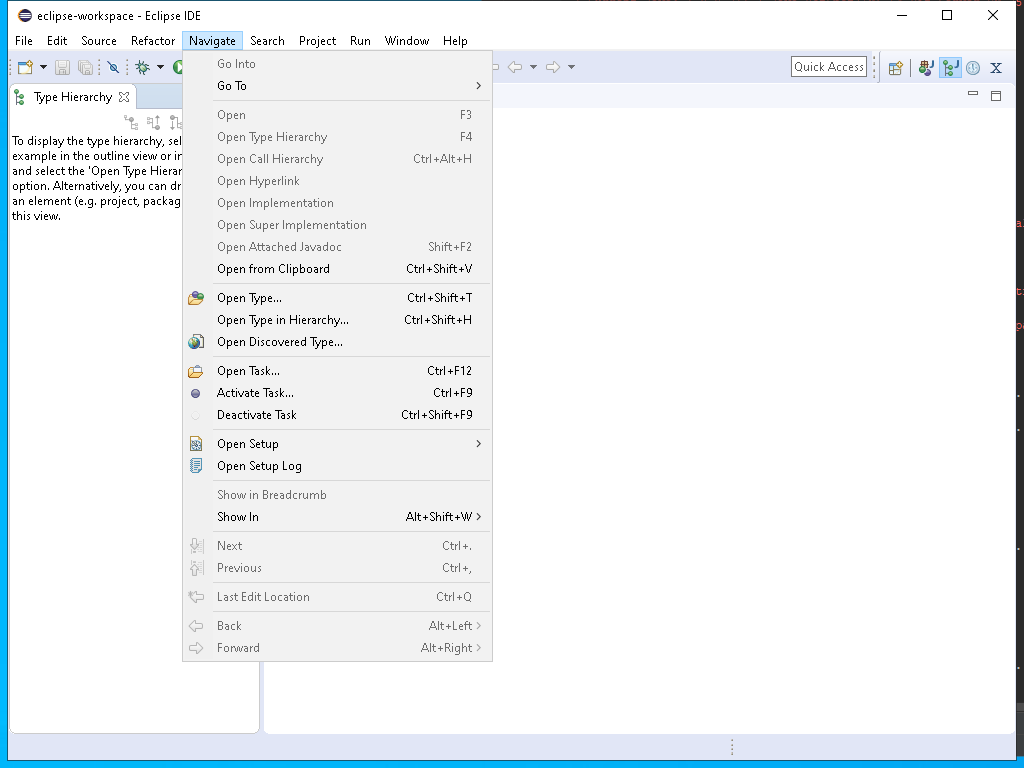 eclipse-workspace - Eclipse IDE
File Edit Source Refactor Navigate Search Project Run Window Help
Quick Access
Type Hierarchy
To display the type hierarchy, sel
example in the outline view or in
and select the 'Open Type Hierar
option. Alternatively, you can dr
an element (e.g. project, packag
this view.
Go Into
Go To
Open F3
Open Type Hierarchy F4
Open Call Hierarchy Ctrl+Alt+H
Open Hyperlink
Open Implementation
Open Super Implementation
Open Attached Javadoc Shift+F2
Open from Clipboard Ctrl+Shift+V
Open Type... Ctrl+Shift+T
Open Type in Hierarchy... Ctrl+Shift+H
Open Discovered Type...
Open Task... Ctrl+F12
Activate Task... Ctrl+F9
Deactivate Task Ctrl+Shift+F9
Open Setup
Open Setup Log
Show in Breadcrumb
Show In Alt+Shift+W
Next Ctrl+.
Previous Ctrl+,
Last Edit Location Ctrl+Q
Back Alt+Left
Forward Alt+Right